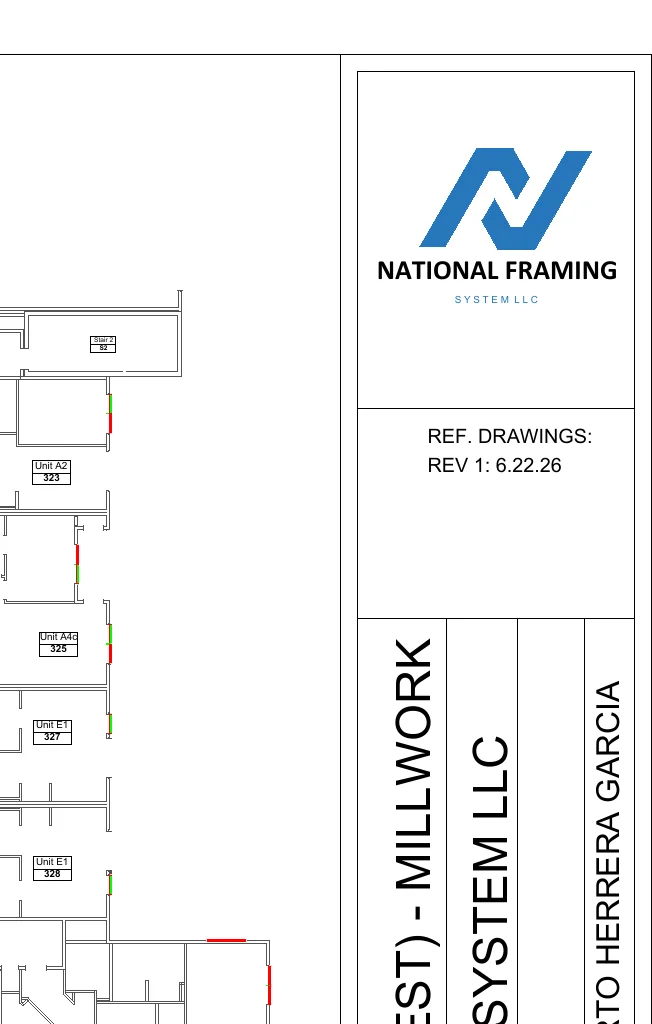 NATIONAL FRAMING
SYSTEM LLC
REF. DRAWINGS:
REV 1: 6.22.26
Stair 2
S2
Unit A2
323
Unit A4c
325
Unit E1
327
Unit E1
328
EST) - MILLWORK
SYSTEM LLC
RTO HERRERA GARCIA